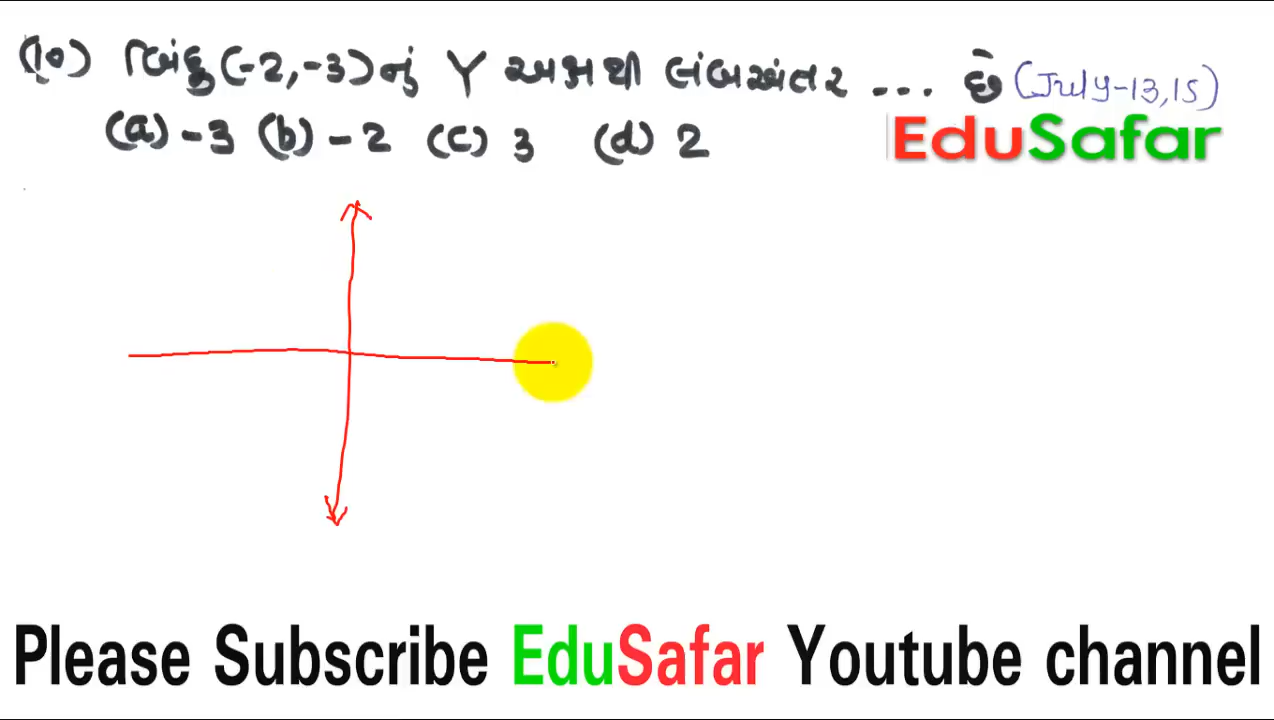 (10) બિંદુ (-2, -3) નું Y અક્ષથી લંબઅંતર ... છે (July-13,15)
(a) -3 (b) -2 (c) 3 (d) 2
EduSafar
Please Subscribe EduSafar Youtube channel